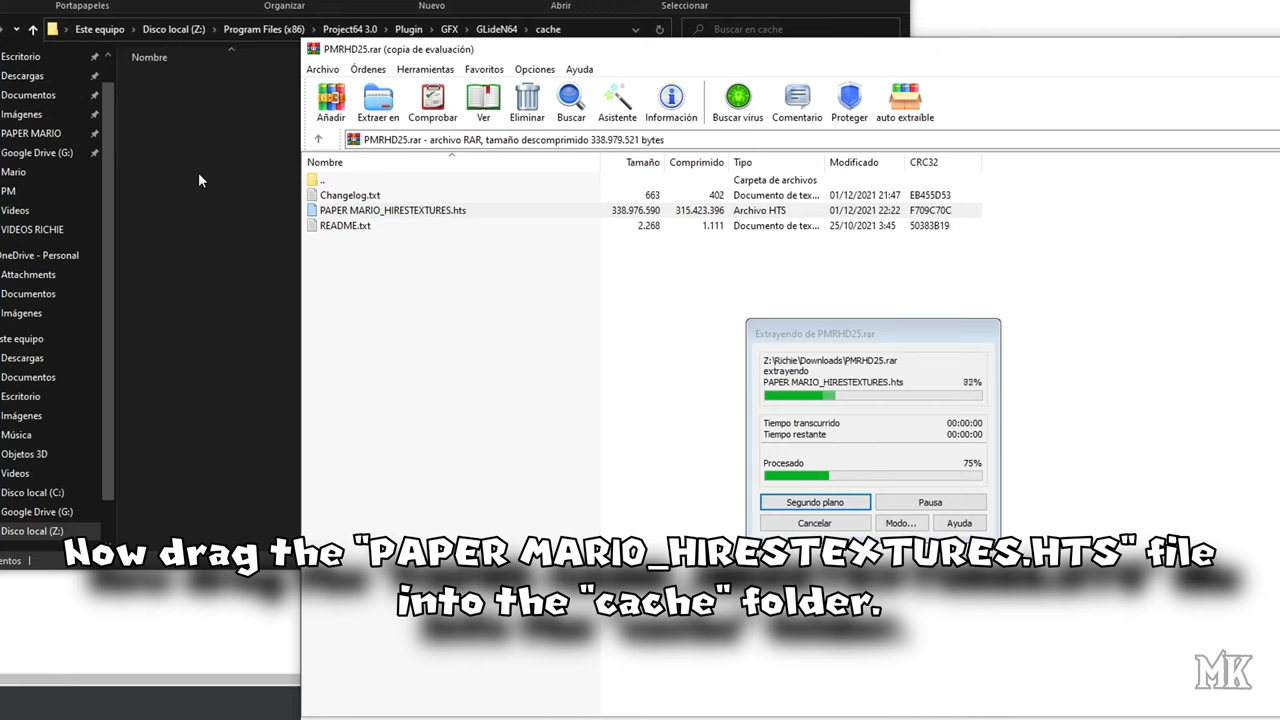 Portapapeles
Organizar
Nuevo
Abrir
Seleccionar
Este equipo > Disco local (Z:) > Program Files (x86) > Project64 3.0 > Plugin > GFX > GLideN64 > cache
Buscar en cache
Nombre
Escritorio
Descargas
Documentos
Imágenes
PAPER MARIO
Google Drive (G:)
Mario
PM
Videos
VIDEOS RICHIE
OneDrive - Personal
Attachments
Documentos
Imágenes
ste equipo
Descargas
Documentos
Escritorio
Imágenes
Música
Objetos 3D
Videos
Disco local (C:)
Google Drive (G:)
Disco local (Z:)
entos
PMRHD25.rar (copia de evaluación)
Archivo Órdenes Herramientas Favoritos Opciones Ayuda
Añadir Extraer en Comprobar Ver Eliminar Buscar Asistente Información Buscar virus Comentario Proteger auto extraíble
PMRHD25.rar - archivo RAR, tamaño descomprimido 338.979.521 bytes
Nombre Tamaño Comprimido Tipo Modificado CRC32
.. Carpeta de archivos
Changelog.txt 663 402 Documento de tex... 01/12/2021 21:47 EB455D53
PAPER MARIO_HIRESTEXTURES.hts 338.976.590 315.423.396 Archivo HTS 01/12/2021 22:22 F709C70C
README.txt 2.268 1.111 Documento de tex... 25/10/2021 3:45 50383B19
Extrayendo de PMRHD25.rar
Z:\Richie\Downloads\PMRHD25.rar
extrayendo
PAPER MARIO_HIRESTEXTURES.hts
Tiempo transcurrido 00:00:00
Tiempo restante 00:00:00
Procesado 75%
Segundo plano Pausa
Cancelar Modo... Ayuda
Now drag the "PAPER MARIO_HIRESTEXTURES.HTS" file
into the "cache" folder.
MK